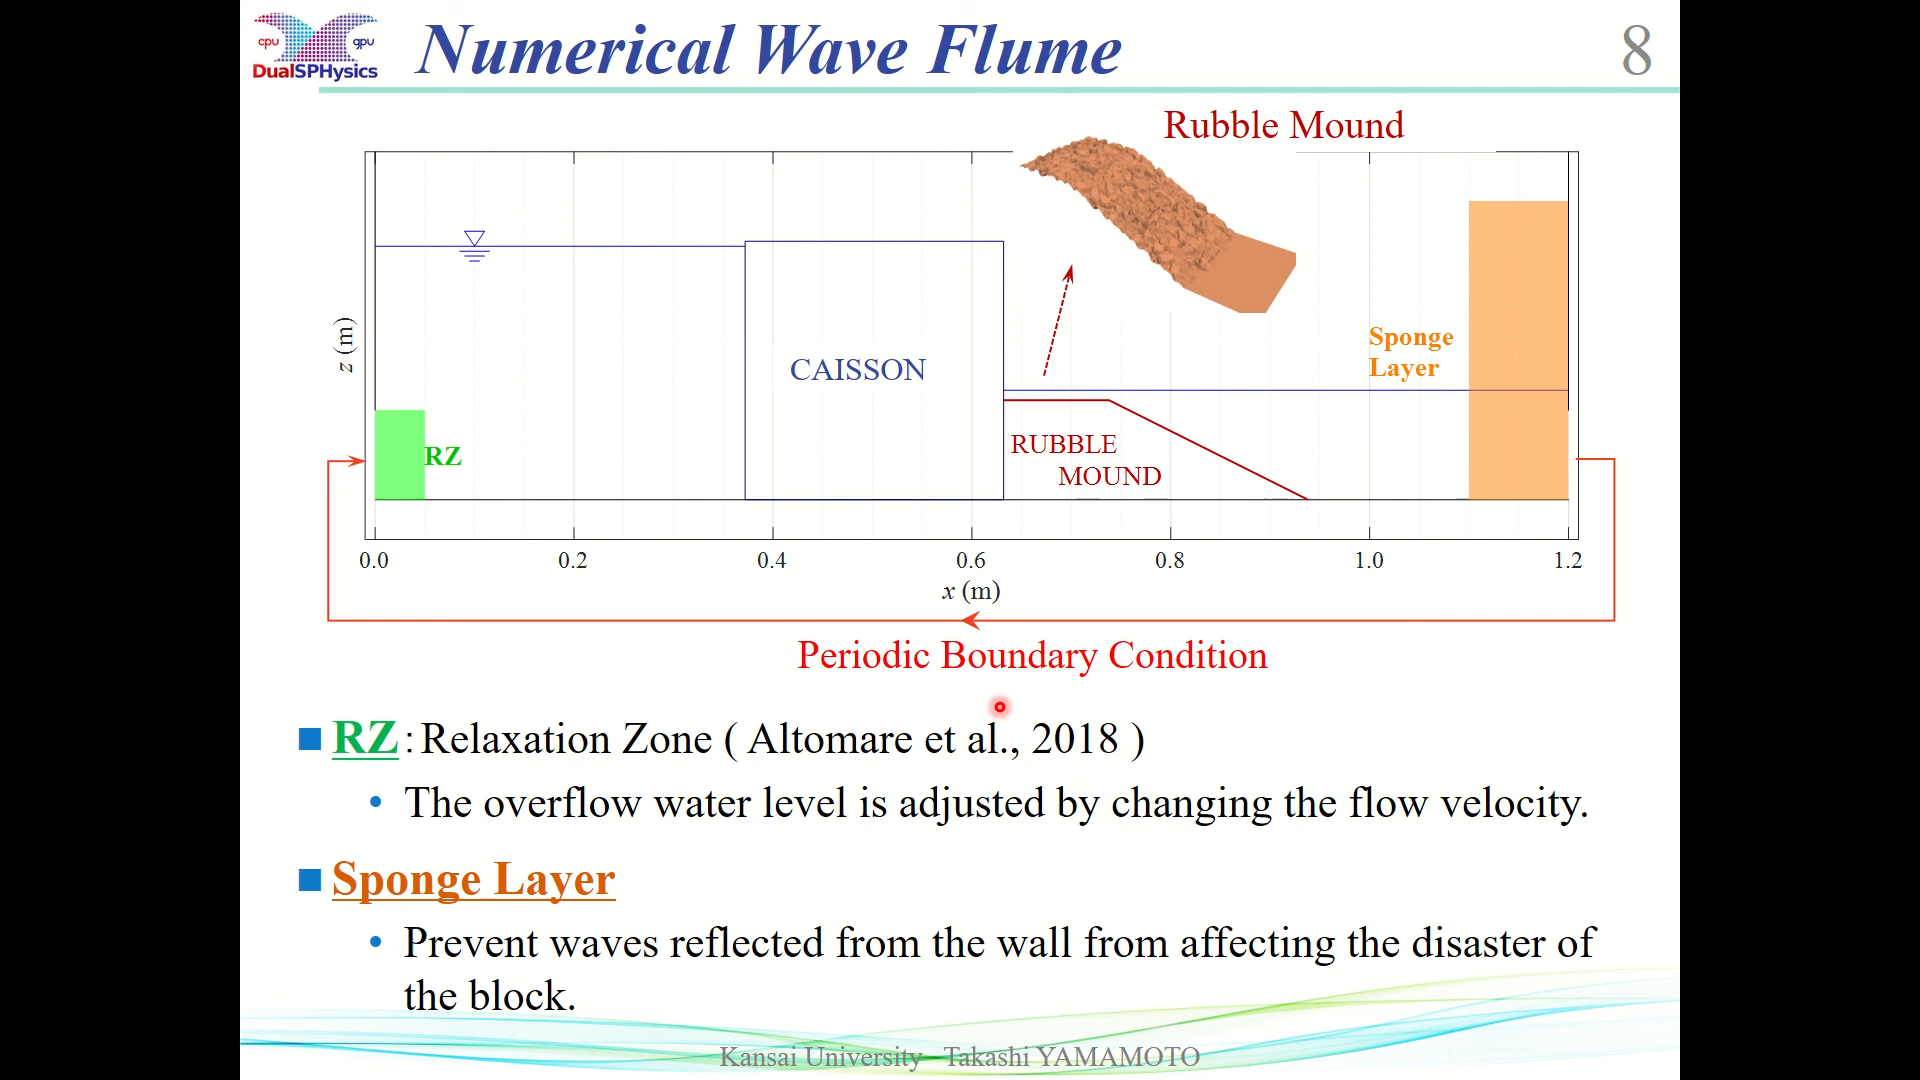 cpu gpu
DualSPHysics
Numerical Wave Flume
8
Rubble Mound
z (m)
CAISSON
Sponge
Layer
RZ
RUBBLE
MOUND
0.0 0.2 0.4 0.6 0.8 1.0 1.2
x (m)
Periodic Boundary Condition
RZ : Relaxation Zone ( Altomare et al., 2018 )
• The overflow water level is adjusted by changing the flow velocity.
Sponge Layer
• Prevent waves reflected from the wall from affecting the disaster of
the block.
Kansai University Takashi YAMAMOTO